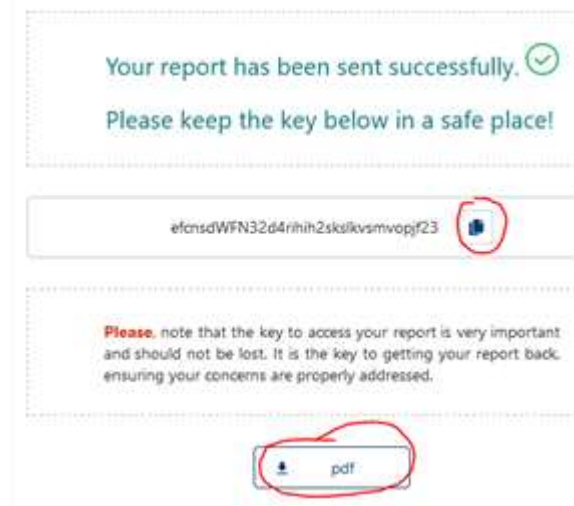 Your report has been sent successfully.
Please keep the key below in a safe place!
efcnsdWFN32d4rihih2skslkvsmvopjf23
Please, note that the key to access your report is very important
and should not be lost. It is the key to getting your report back,
ensuring your concerns are properly addressed.
pdf